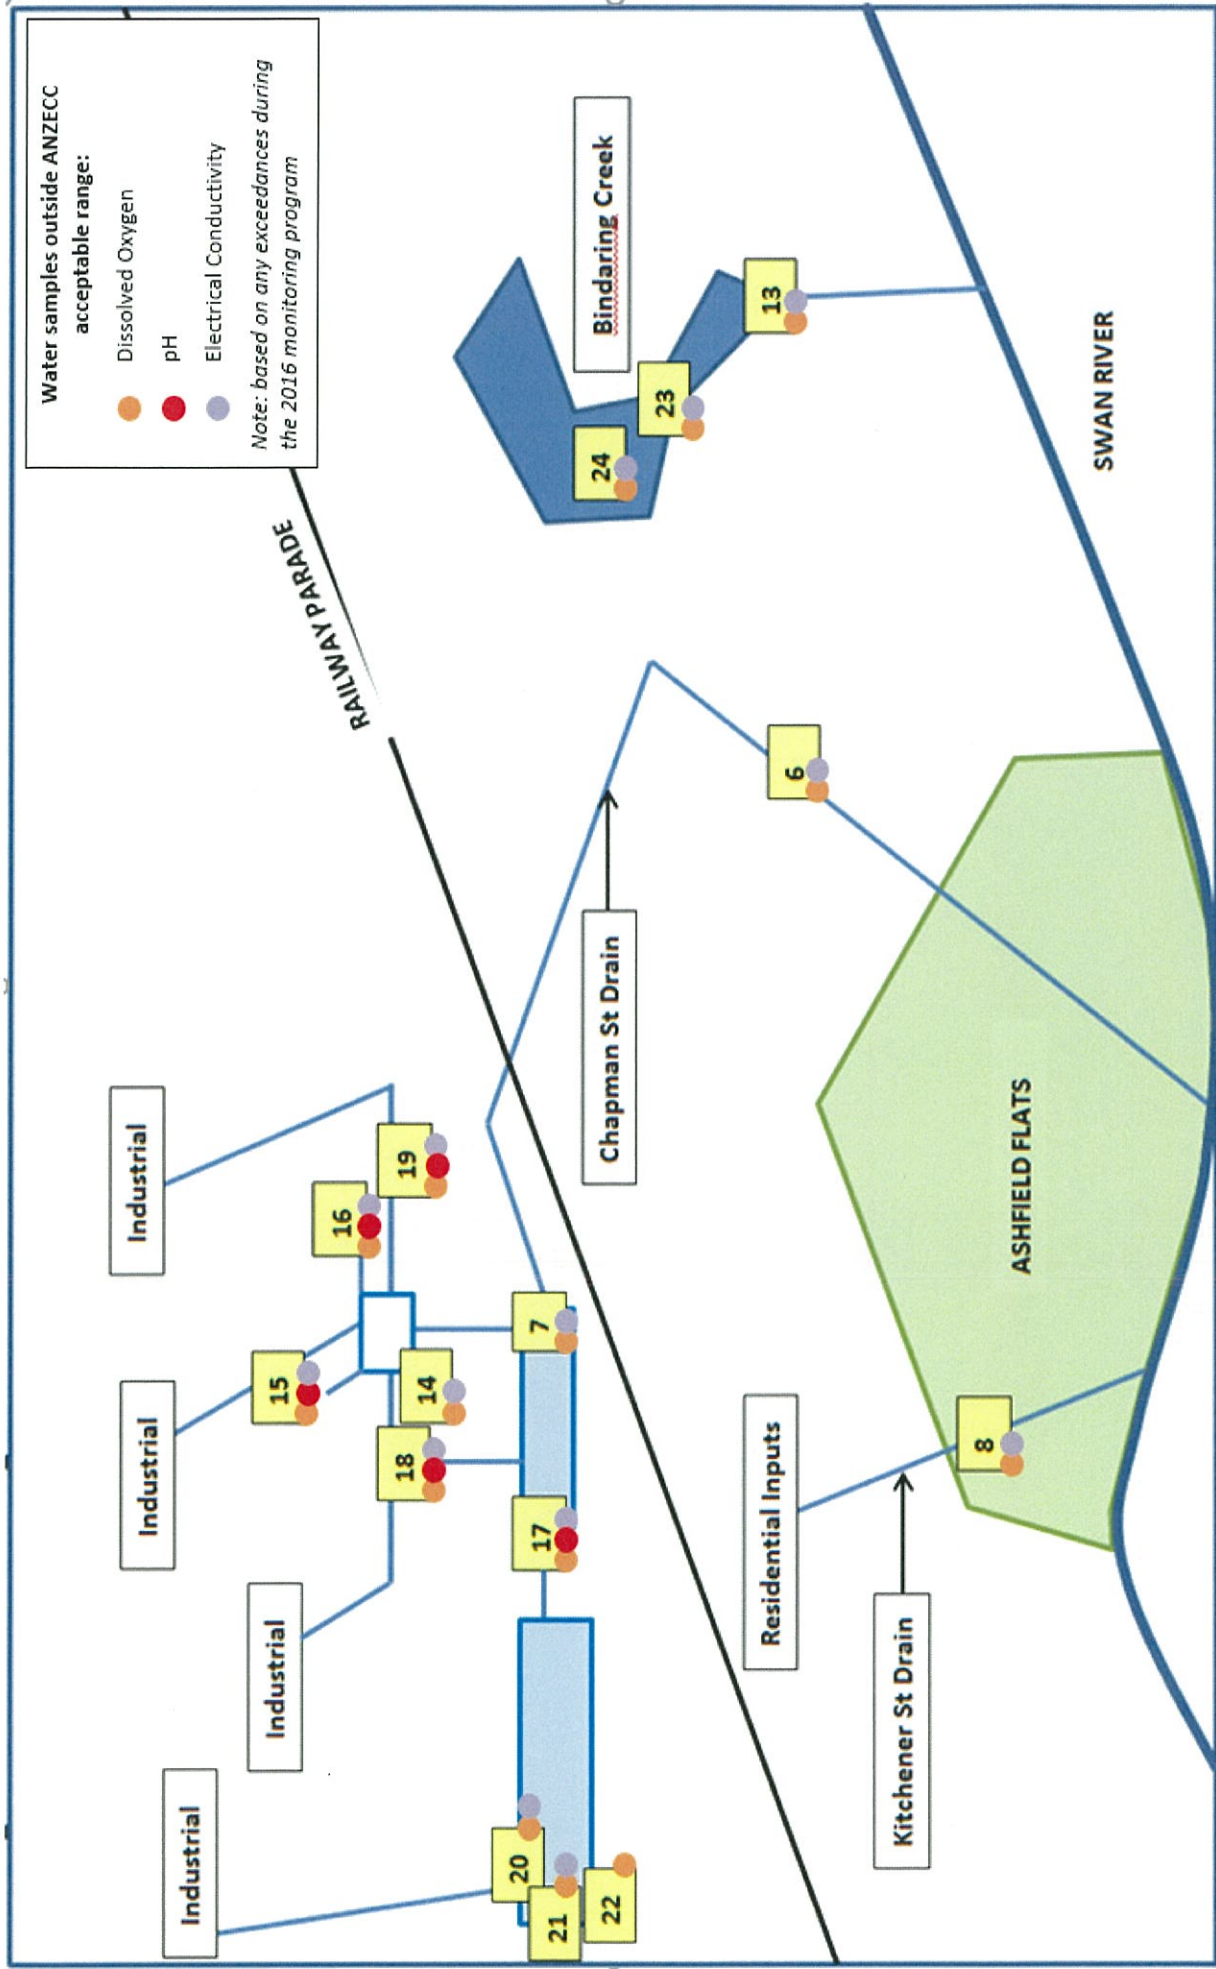 Water samples outside ANZECC
acceptable range:
Dissolved Oxygen
pH
Electrical Conductivity
Note: based on any exceedances during
the 2016 monitoring program
RAILWAY PARADE
Industrial
Industrial
Industrial
Industrial
15
16
19
18
14
7
17
20
21
22
Chapman St Drain
6
Bindaring Creek
24
23
13
Residential Inputs
Kitchener St Drain
8
ASHFIELD FLATS
SWAN RIVER